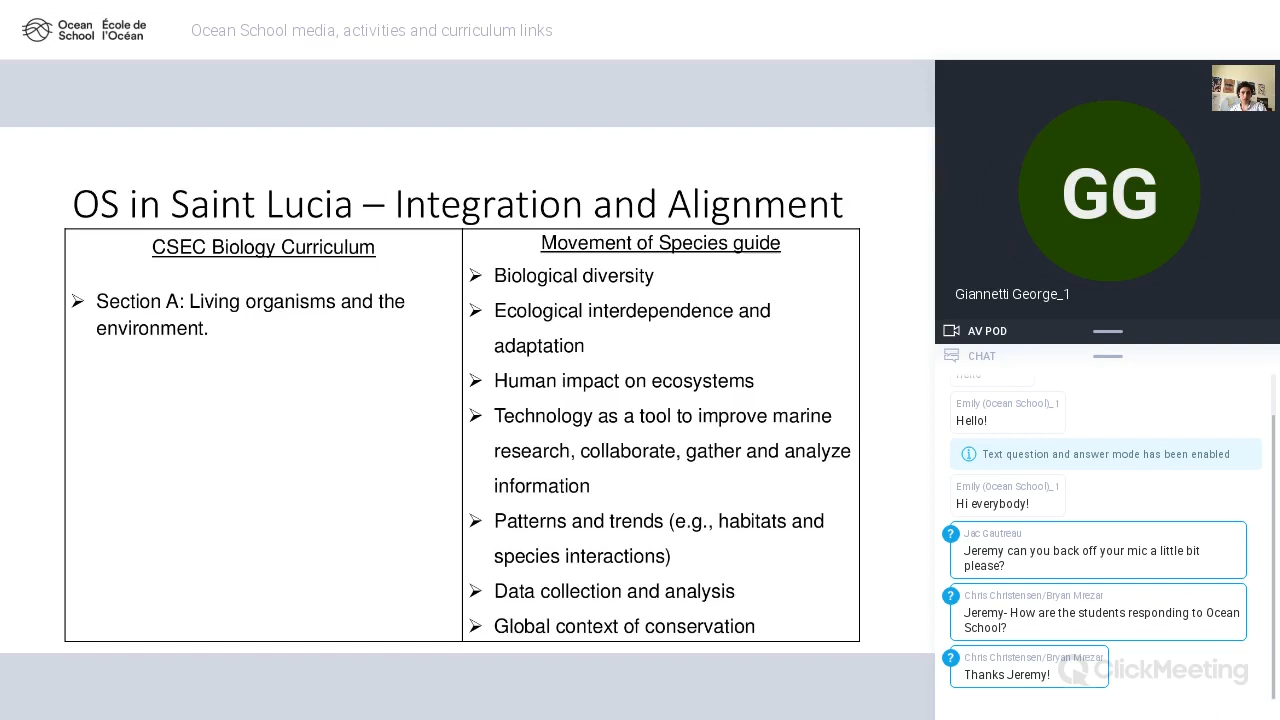 Ocean École de
School l'Océan
Ocean School media, activities and curriculum links
OS in Saint Lucia – Integration and Alignment
CSEC Biology Curriculum
➢ Section A: Living organisms and the
environment.
Movement of Species guide
➢ Biological diversity
➢ Ecological interdependence and
adaptation
➢ Human impact on ecosystems
➢ Technology as a tool to improve marine
research, collaborate, gather and analyze
information
➢ Patterns and trends (e.g., habitats and
species interactions)
➢ Data collection and analysis
➢ Global context of conservation
GG
Giannetti George_1
AV POD
CHAT
Hello
Emily (Ocean School)_1
Hello!
Text question and answer mode has been enabled
Emily (Ocean School)_1
Hi everybody!
? Jac Gautreau
Jeremy can you back off your mic a little bit
please?
? Chris Christensen/Bryan Mrezar
Jeremy- How are the students responding to Ocean
School?
? Chris Christensen/Bryan Mrezar
Thanks Jeremy!
ClickMeeting